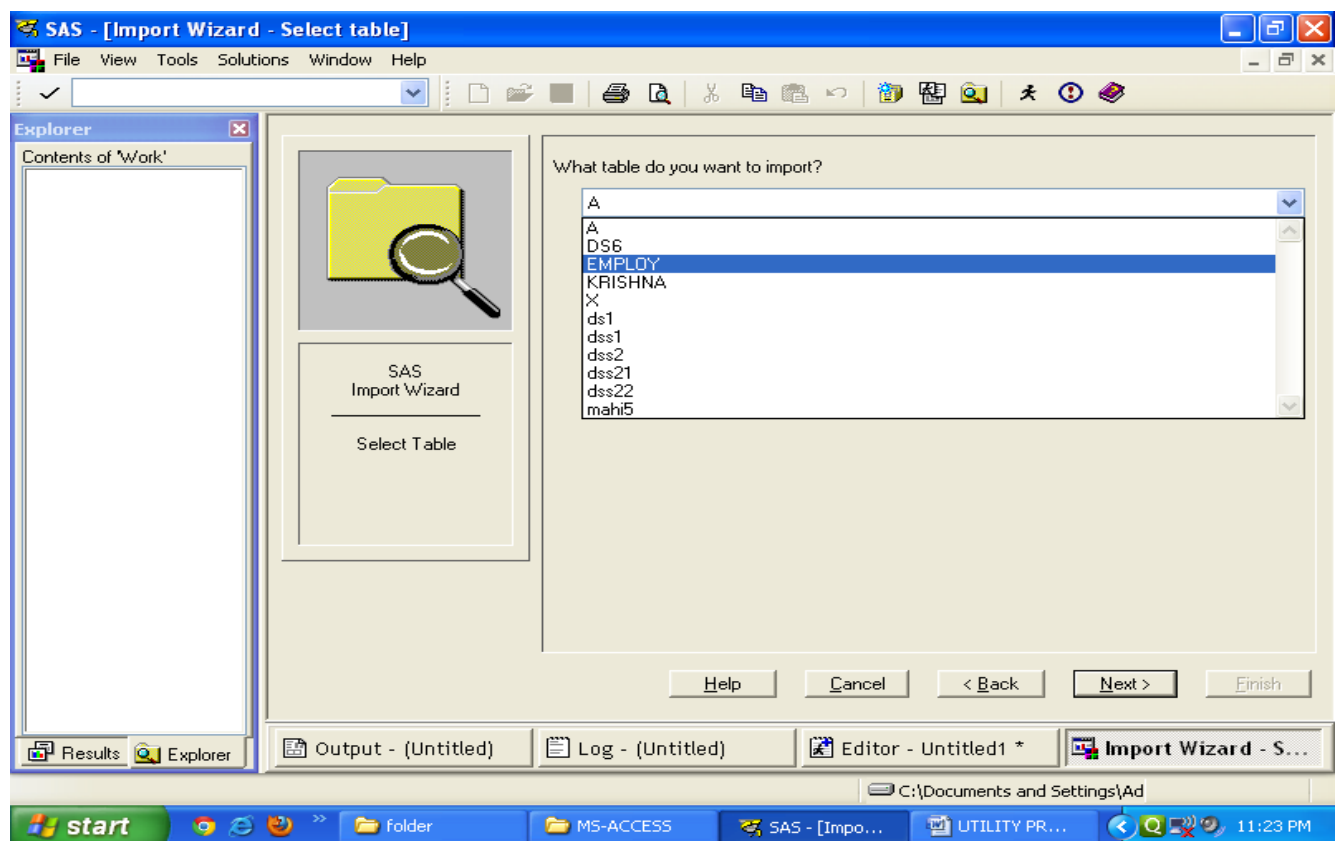 SAS - [Import Wizard - Select table]
File View Tools Solutions Window Help
Explorer
Contents of 'Work'
What table do you want to import?
A
A
DS6
EMPLOY
KRISHNA
X
ds1
dss1
dss2
dss21
dss22
mahi5
SAS
Import Wizard
Select Table
Help Cancel < Back Next > Finish
Results Explorer
Output - (Untitled) Log - (Untitled) Editor - Untitled1 * Import Wizard - S...
C:\Documents and Settings\Ad
start » folder MS-ACCESS SAS - [Impo... UTILITY PR... 11:23 PM